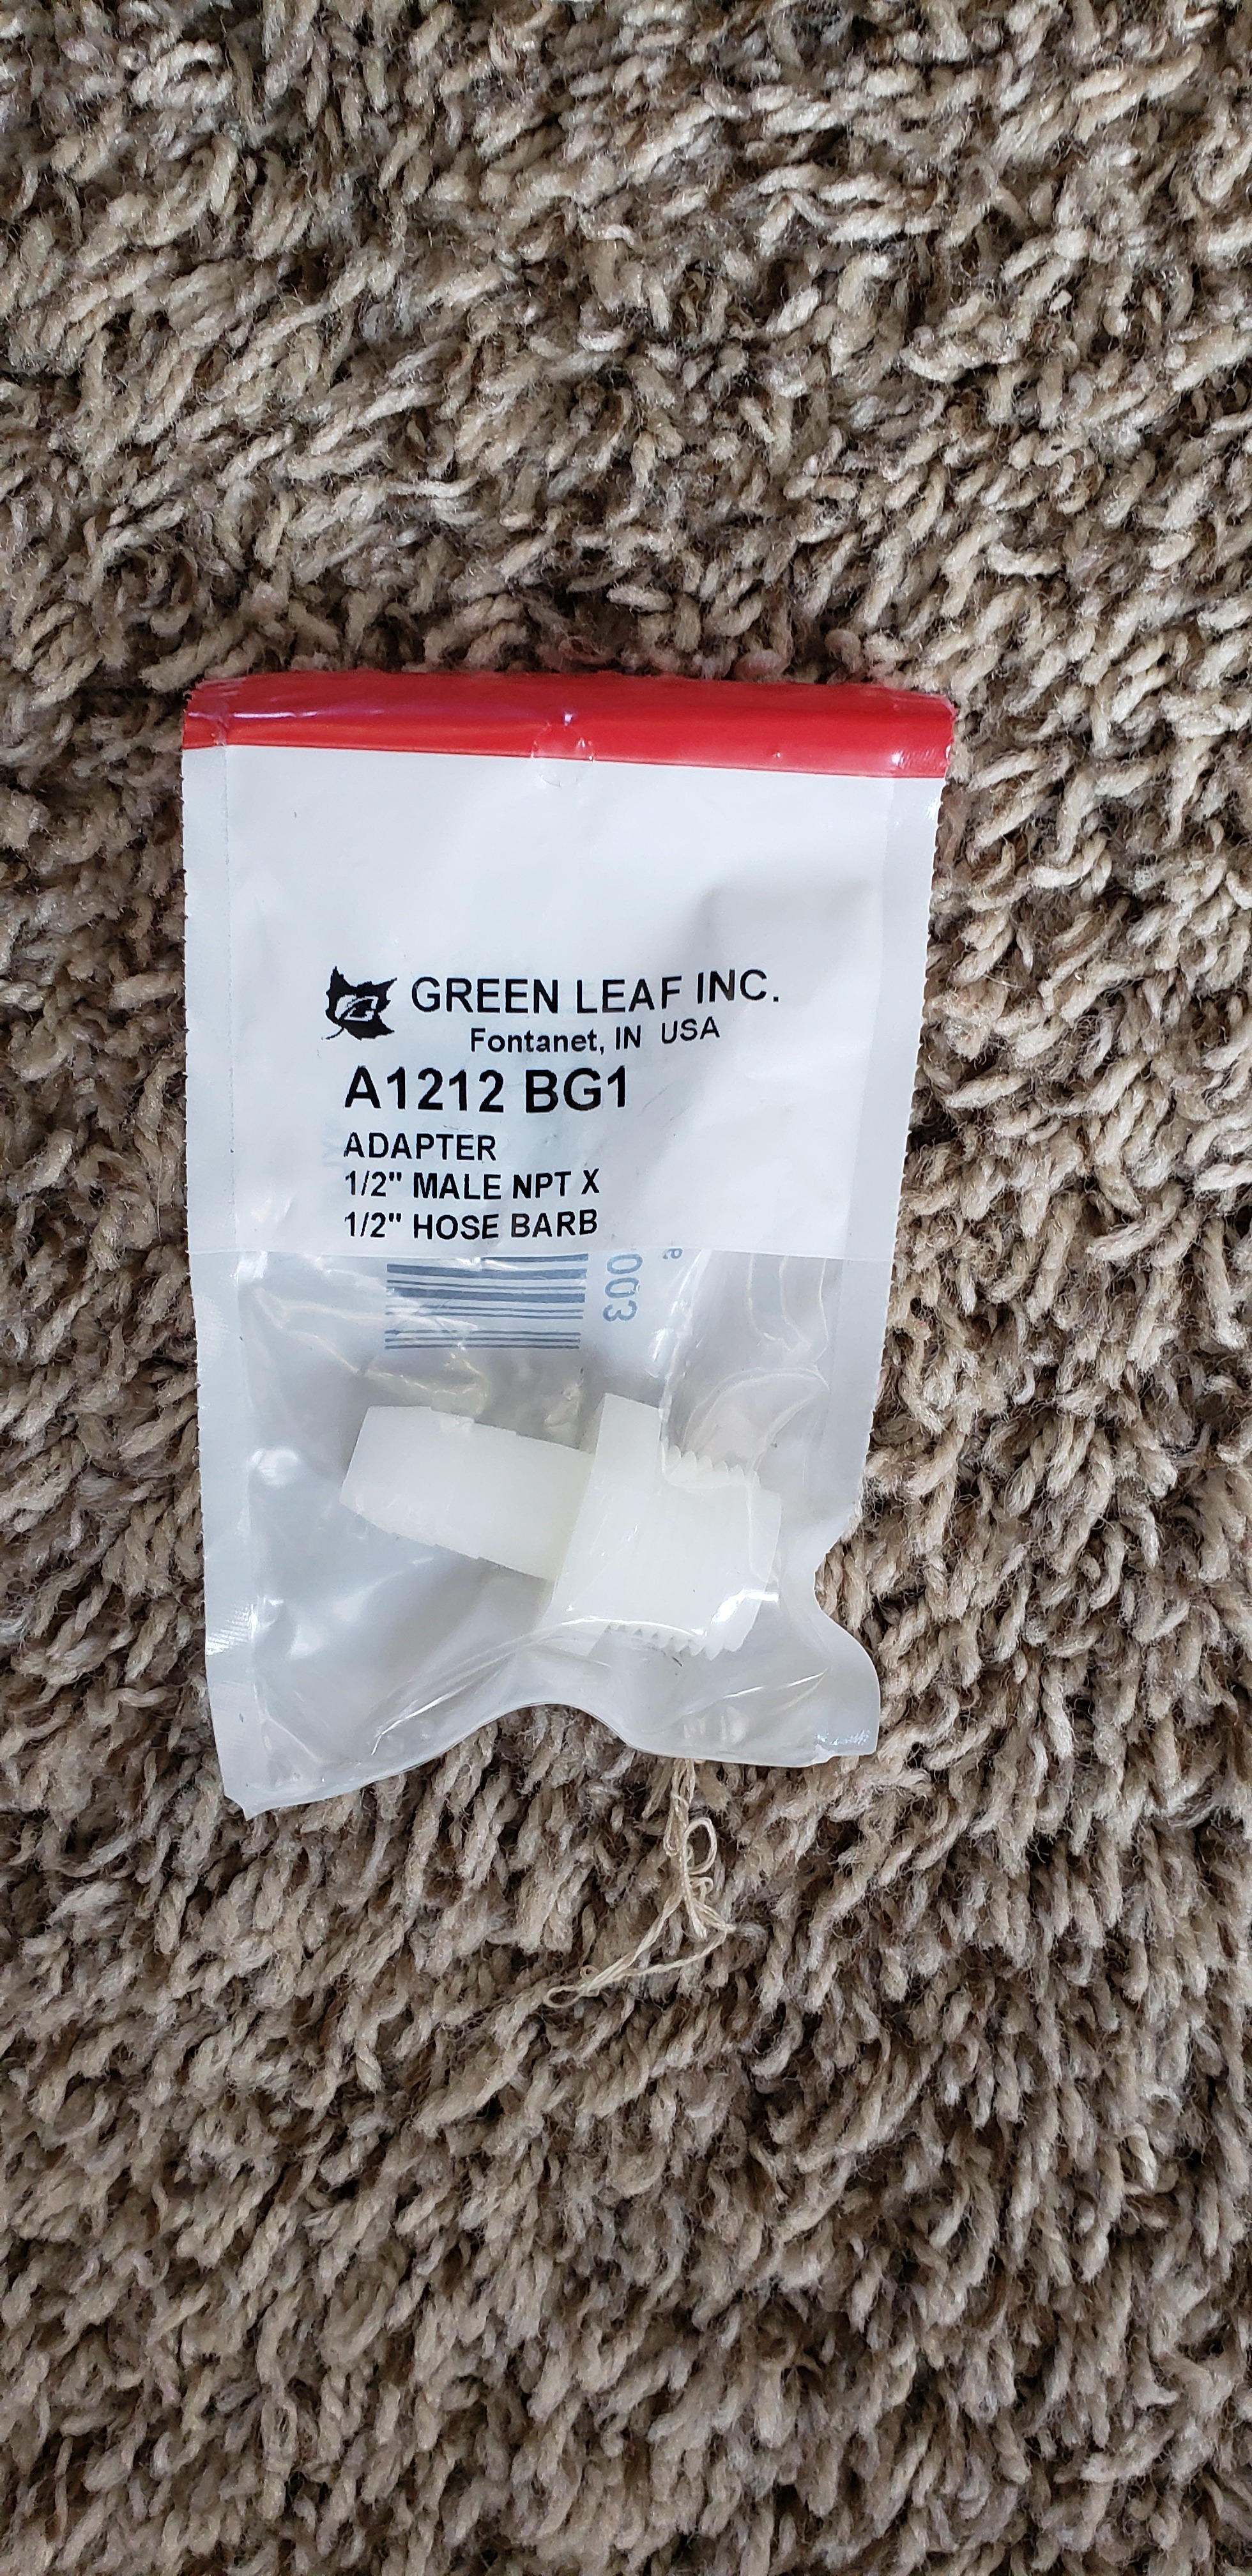 GREEN LEAF INC.
Fontanet, IN USA
A1212 BG1
ADAPTER
1/2" MALE NPT X
1/2" HOSE BARB
003